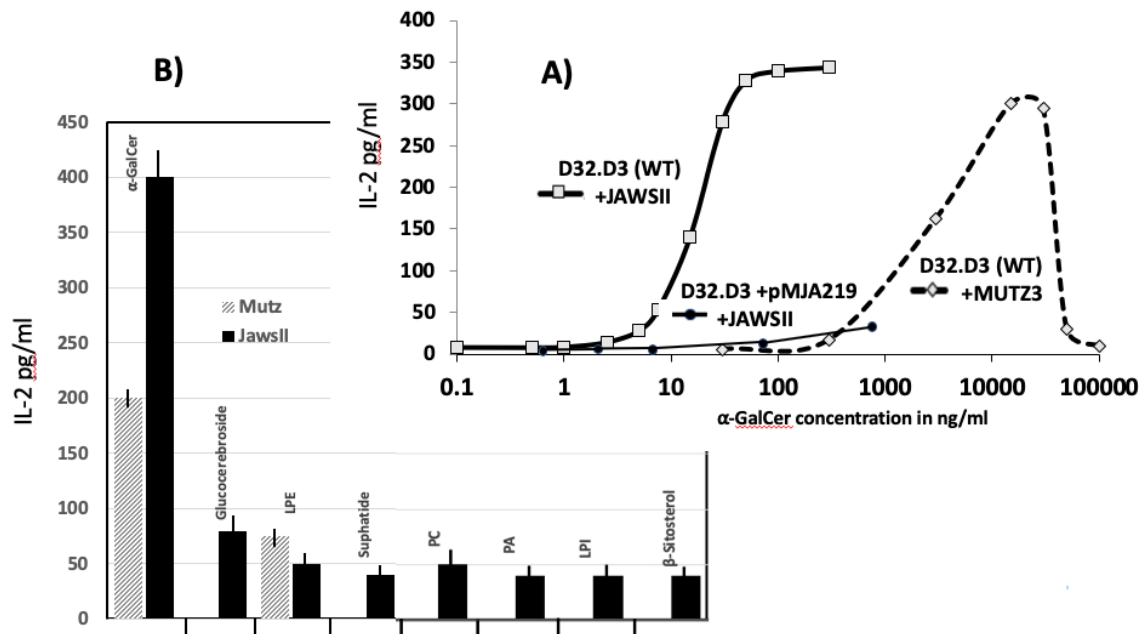 B)
IL-2 pg/ml
450
400
350
300
250
200
150
100
50
0
α-GalCer
Glucocerebroside
LPE
Suphatide
PC
PA
LPI
β-Sitosterol
Mutz
JawsII
A)
IL-2 pg/ml
400
350
300
250
200
150
100
50
0
D32.D3 (WT)
+JAWSII
D32.D3 +pMJA219
+JAWSII
D32.D3 (WT)
+MUTZ3
0.1 1 10 100 1000 10000 100000
α-GalCer concentration in ng/ml